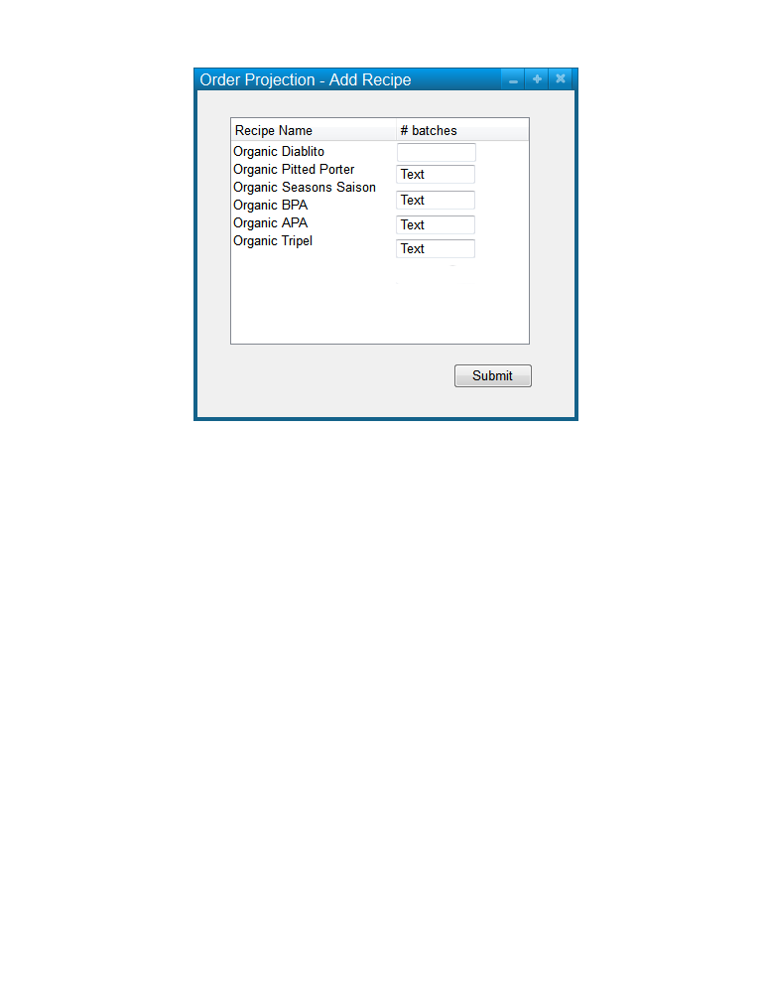 Order Projection - Add Recipe
Recipe Name # batches
Organic Diablito
Organic Pitted Porter Text
Organic Seasons Saison Text
Organic BPA
Organic APA Text
Organic Tripel Text
Submit